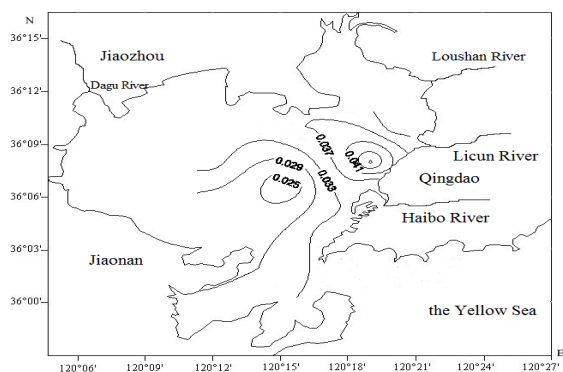 N
36°15'
36°12'
36°09'
36°06'
36°03'
36°00'
Jiaozhou
Loushan River
Dagu River
0.037
0.041
Licun River
0.029
0.033
0.025
Qingdao
Haibo River
Jiaonan
the Yellow Sea
E
120°06' 120°09' 120°12' 120°15' 120°18' 120°21' 120°24' 120°27'